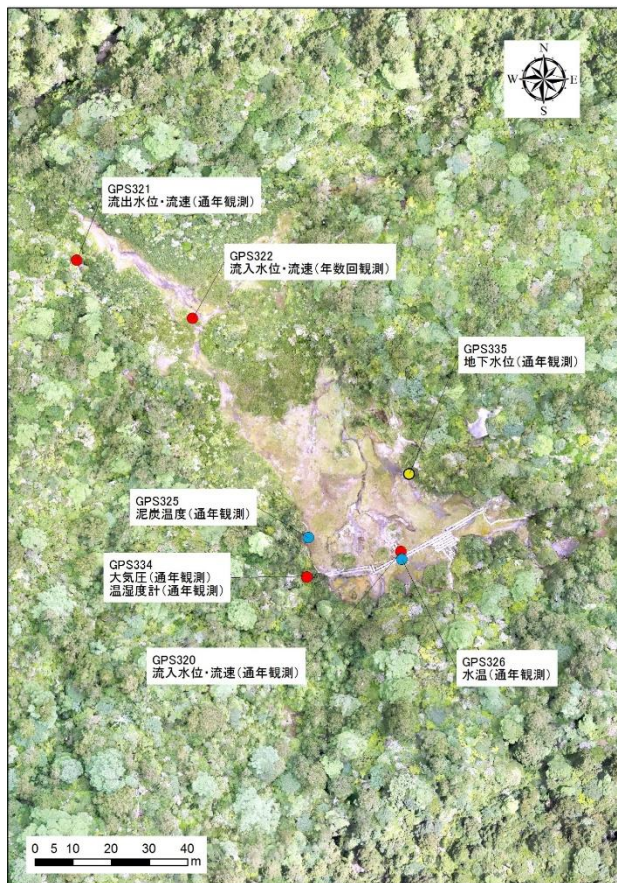 N
W E
S
GPS321
流出水位・流速(通年観測)
GPS322
流入水位・流速(年数回観測)
GPS335
地下水位(通年観測)
GPS325
泥炭温度(通年観測)
GPS334
大気圧(通年観測)
温湿度計(通年観測)
GPS320
流入水位・流速(通年観測)
GPS326
水温(通年観測)
0 5 10 20 30 40
m